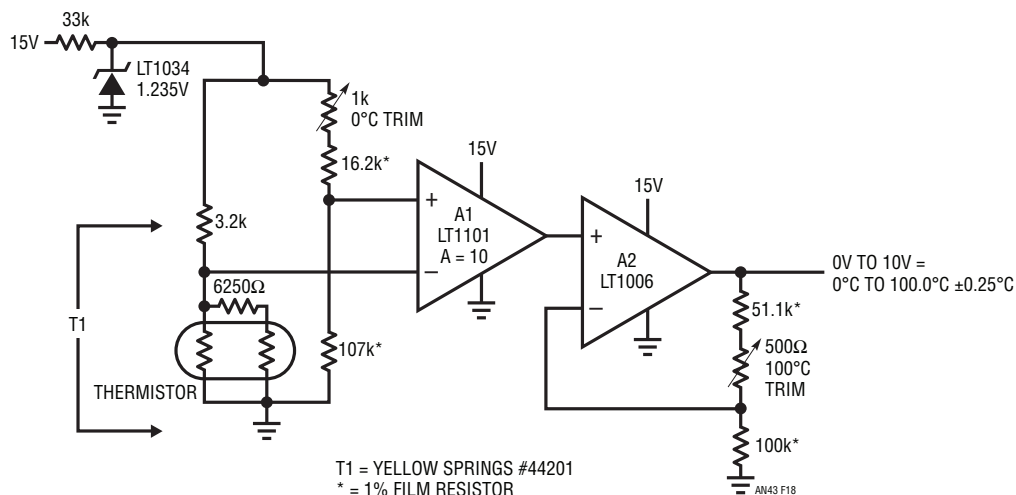 33k
15V
LT1034
1.235V
1k
0°C TRIM
16.2k*
3.2k
6250Ω
T1
THERMISTOR
107k*
15V
+
A1
LT1101
A = 10
−
15V
+
A2
LT1006
−
0V TO 10V =
0°C TO 100.0°C ±0.25°C
51.1k*
500Ω
100°C
TRIM
100k*
T1 = YELLOW SPRINGS #44201
* = 1% FILM RESISTOR
AN43 F18